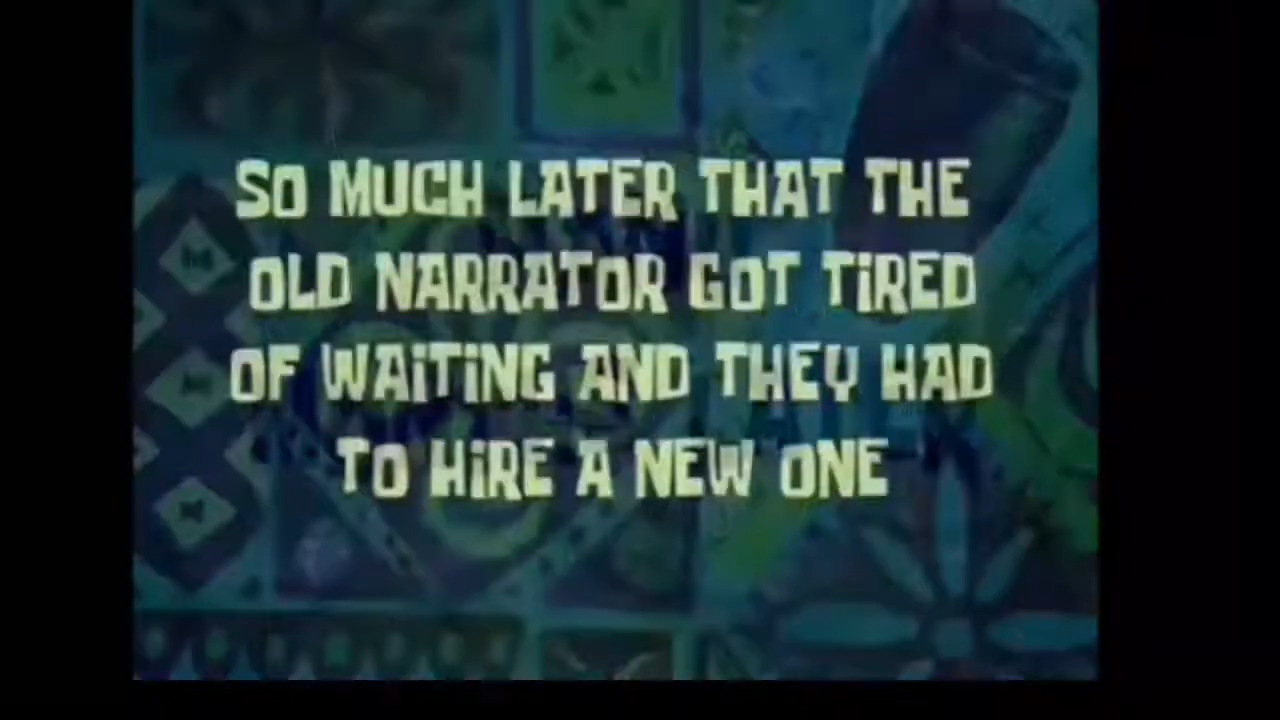 SO MUCH LATER THAT THE
OLD NARRATOR GOT TiRED
OF WAiTiNG AND THEY HAD
TO HiRE A NEW ONE